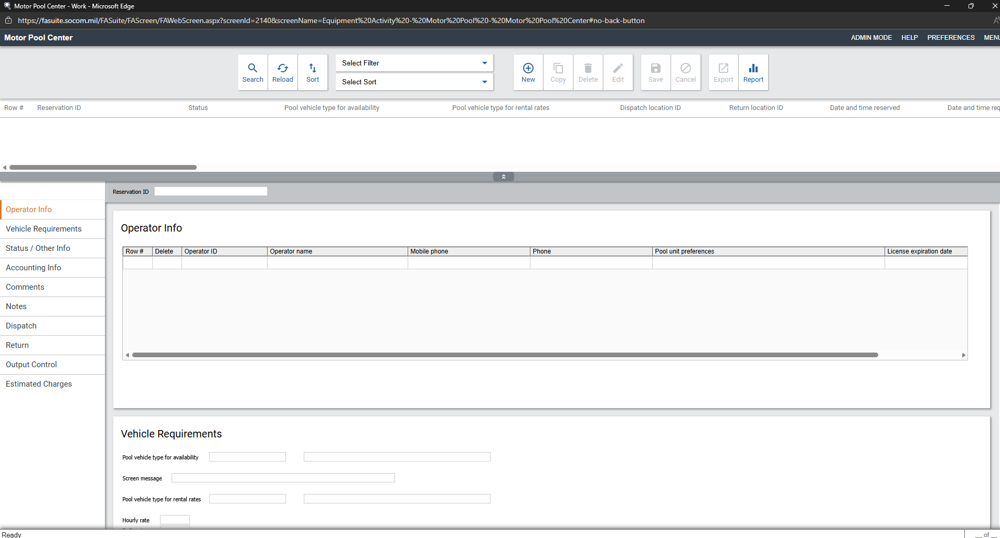 Motor Pool Center - Work - Microsoft Edge
https://fasuite.socom.mil/FASuite/FAScreen/FAWebScreen.aspx?screenId=2140&screenName=Equipment%20Activity%20-%20Motor%20Pool%20-%20Motor%20Pool%20Center#no-back-button
Motor Pool Center ADMIN MODE HELP PREFERENCES MENU
Search Reload Sort
Select Filter
Select Sort
New Copy Delete Edit Save Cancel Export Report
Row # Reservation ID Status Pool vehicle type for availability Pool vehicle type for rental rates Dispatch location ID Return location ID Date and time reserved Date and time req
Reservation ID
Operator Info
Vehicle Requirements
Status / Other Info
Accounting Info
Comments
Notes
Dispatch
Return
Output Control
Estimated Charges
Operator Info
Row # Delete Operator ID Operator name Mobile phone Phone Pool unit preferences License expiration date
Vehicle Requirements
Pool vehicle type for availability
Screen message
Pool vehicle type for rental rates
Hourly rate
Ready
__ of __